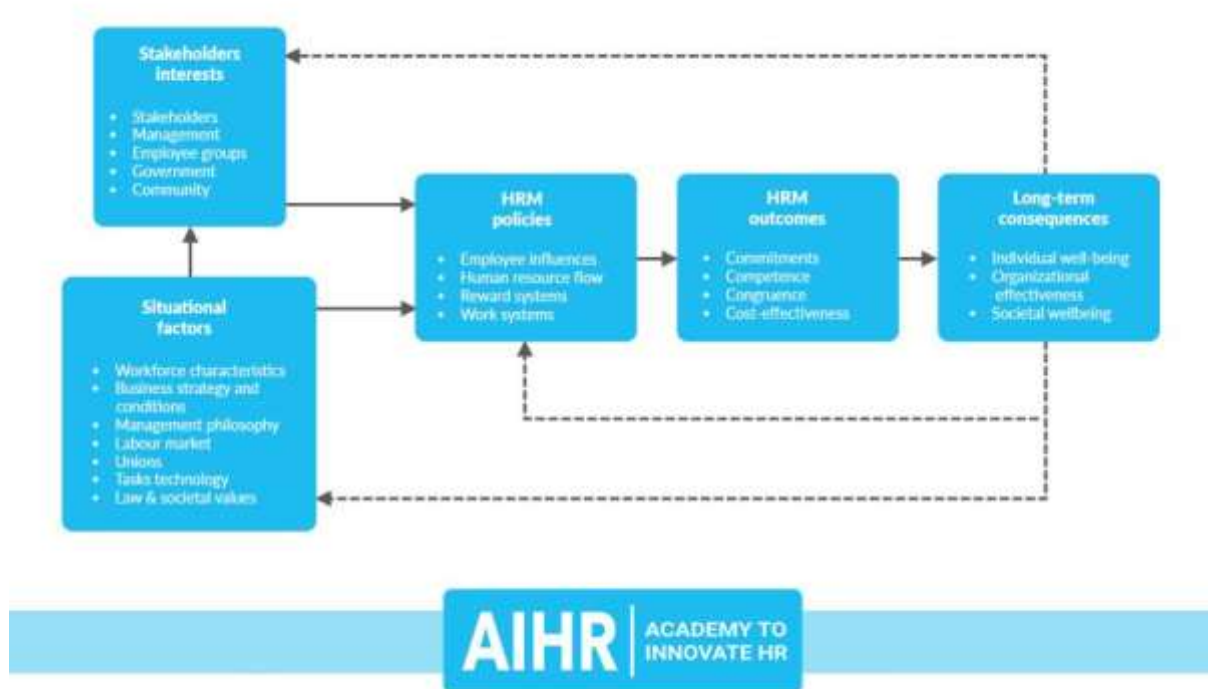 Stakeholders
interests
• Stakeholders
• Management
• Employee groups
• Government
• Community
Situational
factors
• Workforce characteristics
• Business strategy and
conditions
• Management philosophy
• Labour market
• Unions
• Tasks technology
• Law & societal values
HRM
policies
• Employee influences
• Human resource flow
• Reward systems
• Work systems
HRM
outcomes
• Commitments
• Competence
• Congruence
• Cost-effectiveness
Long-term
consequences
• Individual well-being
• Organizational
effectiveness
• Societal wellbeing
AIHR
ACADEMY TO
INNOVATE HR